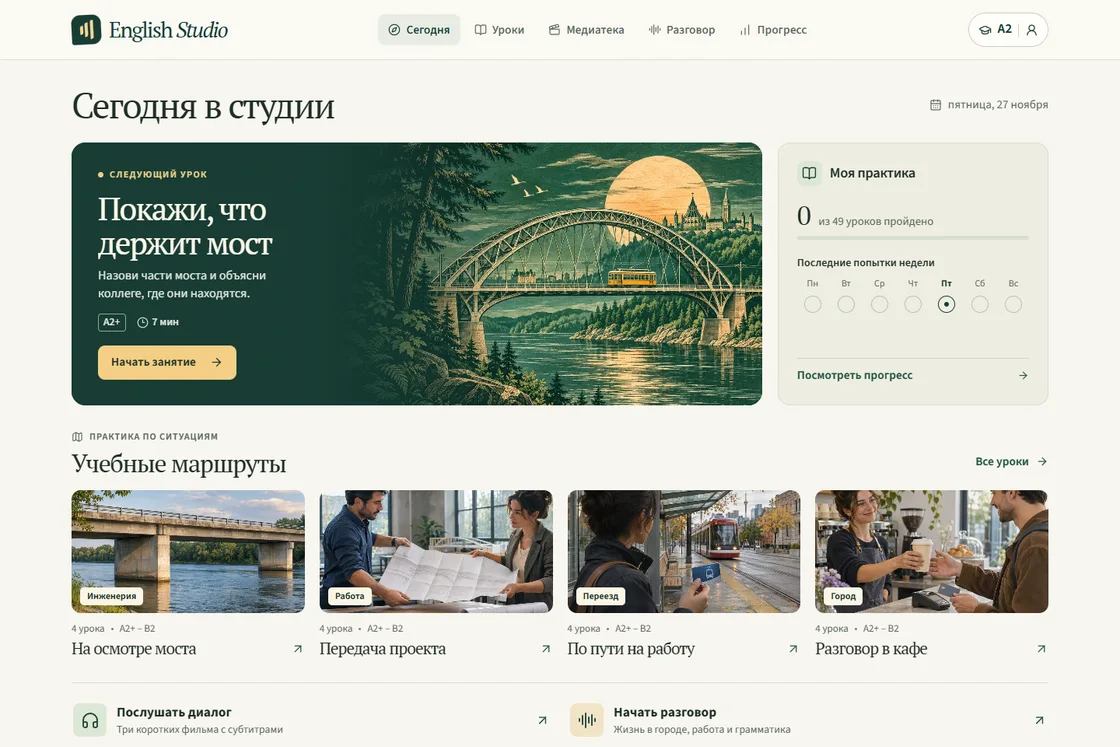 English Studio
Сегодня
Уроки
Медиатека
Разговор
Прогресс
A2
Сегодня в студии
пятница, 27 ноября
СЛЕДУЮЩИЙ УРОК
Покажи, что
держит мост
Назови части моста и объясни
коллеге, где они находятся.
A2+
7 мин
Начать занятие
Моя практика
0 из 49 уроков пройдено
Последние попытки недели
Пн Вт Ср Чт Пт Сб Вс
Посмотреть прогресс
ПРАКТИКА ПО СИТУАЦИЯМ
Учебные маршруты
Все уроки
Инженерия
4 урока • A2+ – B2
На осмотре моста
Работа
4 урока • A2+ – B2
Передача проекта
Переезд
4 урока • A2+ – B2
По пути на работу
Город
4 урока • A2+ – B2
Разговор в кафе
Послушать диалог
Три коротких фильма с субтитрами
Начать разговор
Жизнь в городе, работа и грамматика